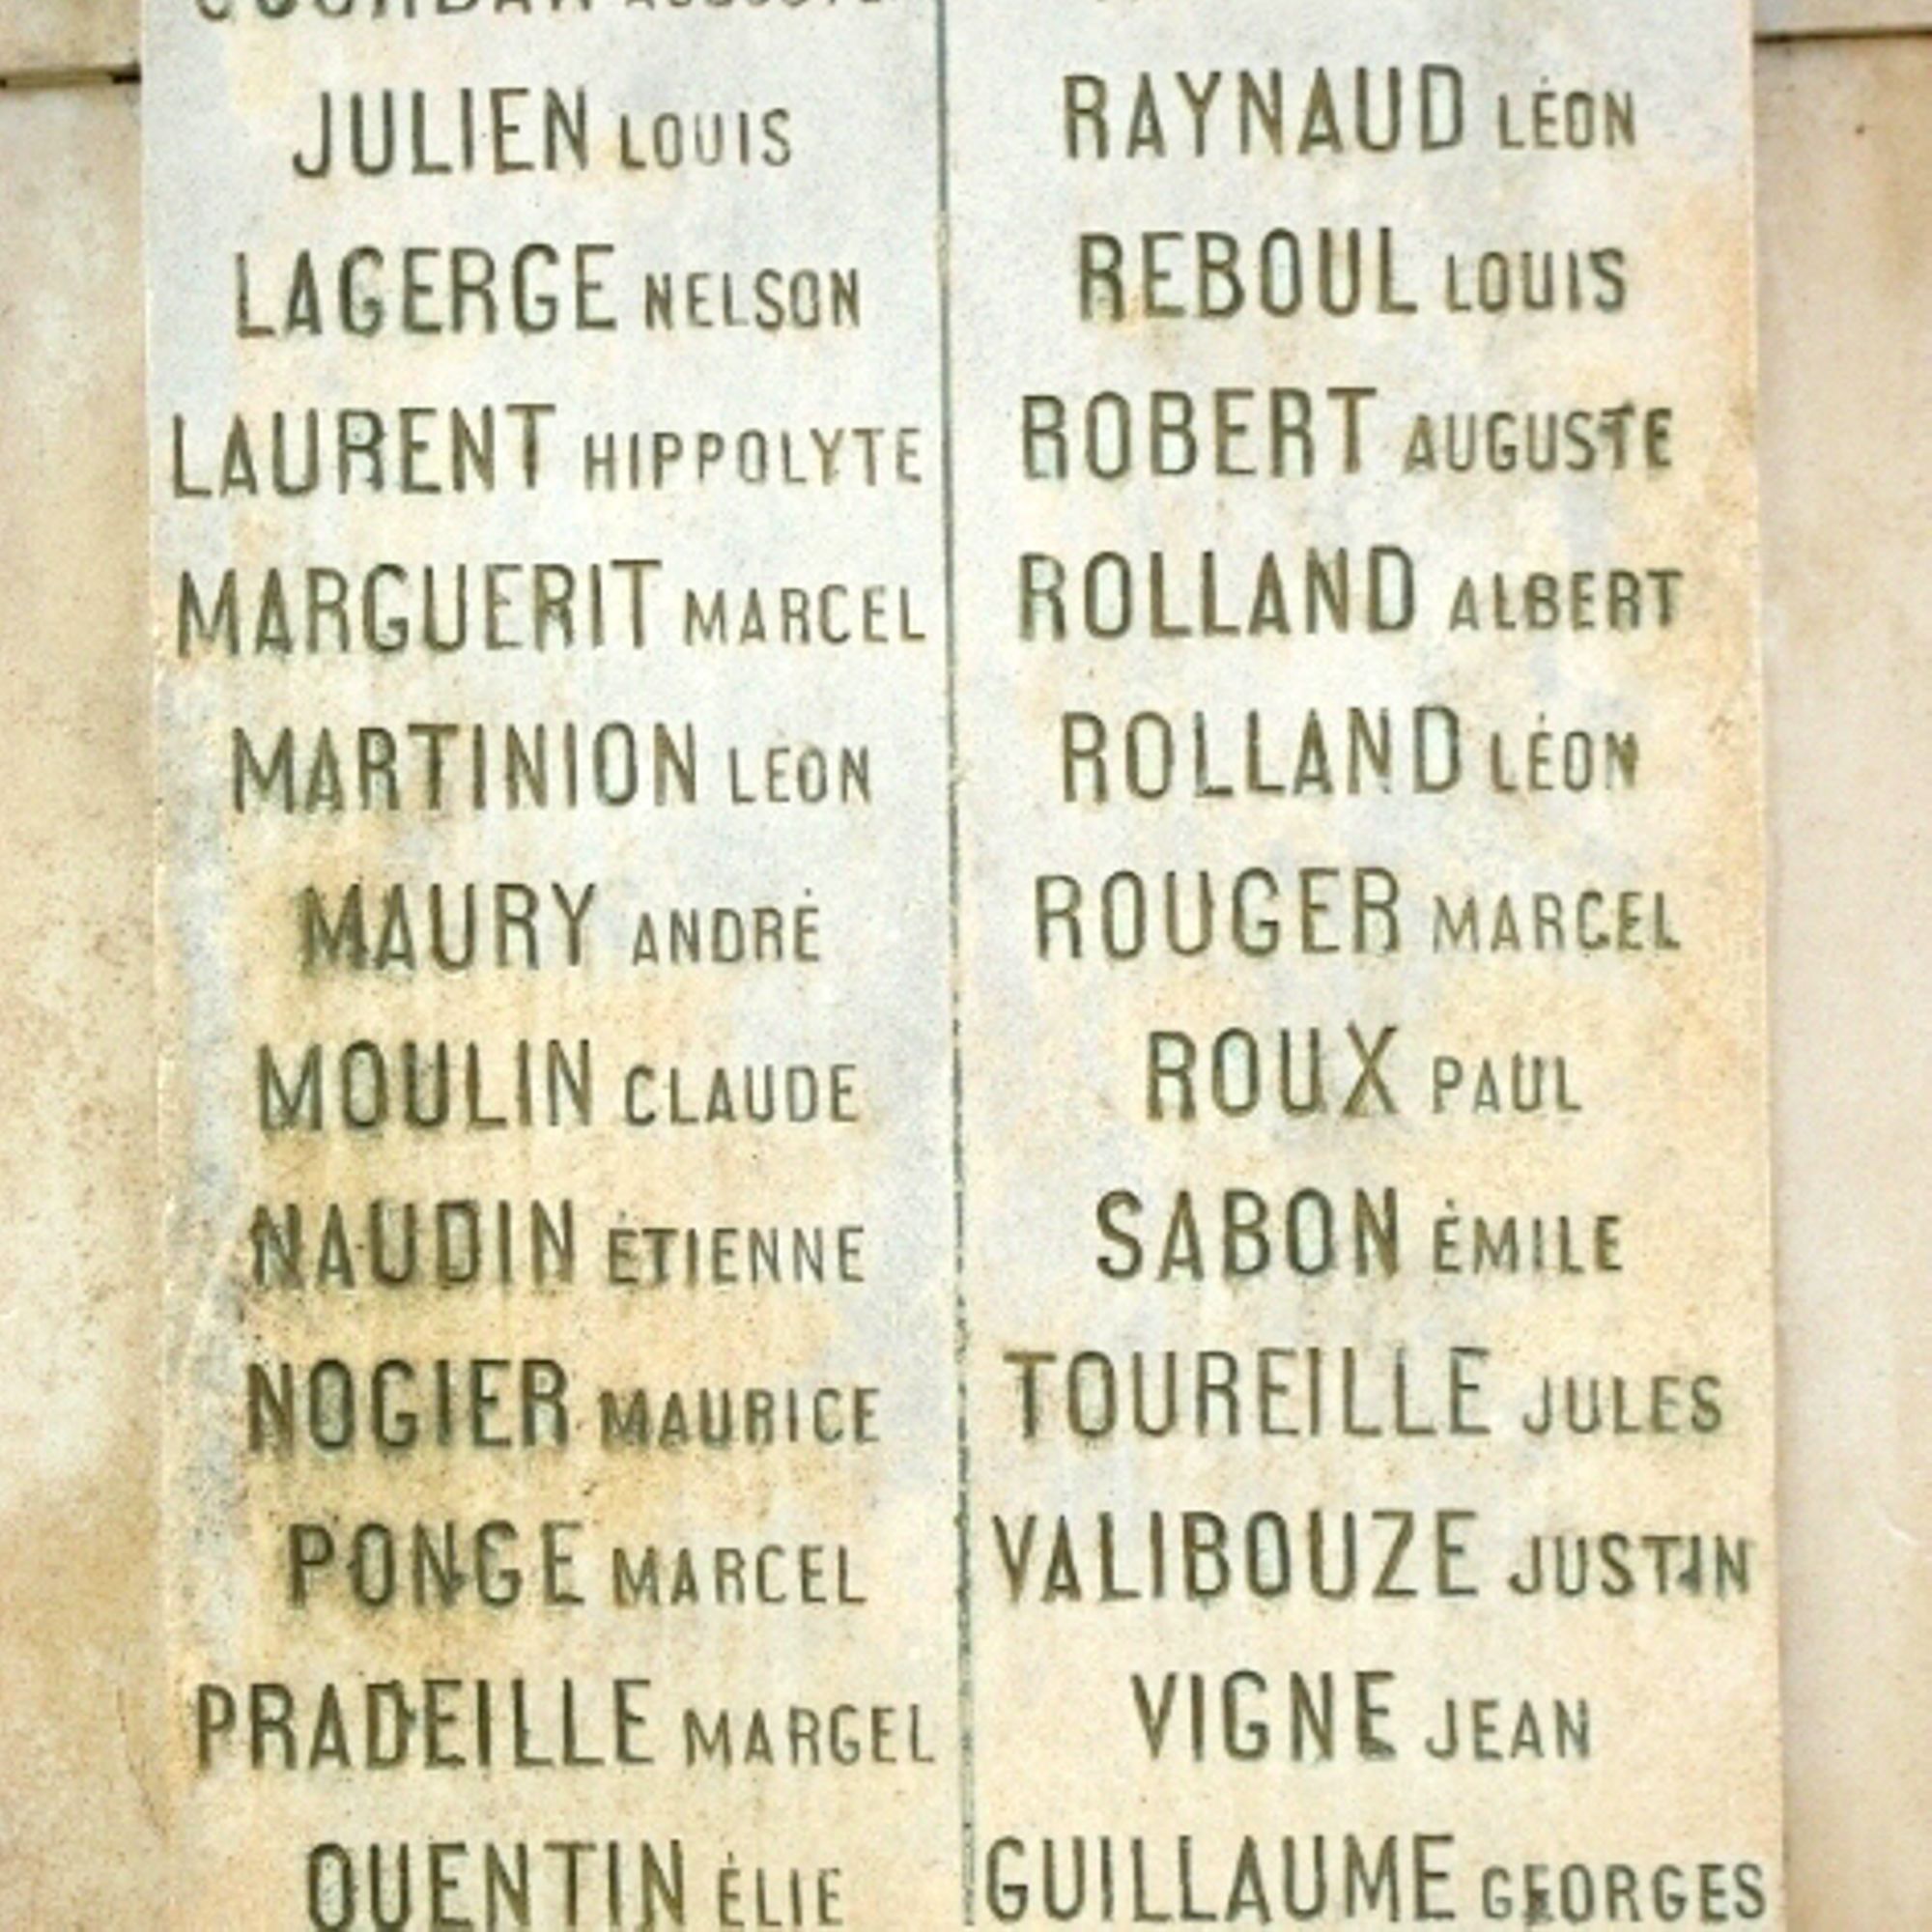 JULIEN LOUIS
LAGERGE NELSON
LAURENT HIPPOLYTE
MARGUERIT MARCEL
MARTINION LÉON
MAURY ANDRÉ
MOULIN CLAUDE
NAUDIN ÉTIENNE
NOGIER MAURICE
PONGE MARCEL
PRADEILLE MARGEL
QUENTIN ÉLIE
RAYNAUD LÉON
REBOUL LOUIS
ROBERT AUGUSTE
ROLLAND ALBERT
ROLLAND LÉON
ROUGER MARCEL
ROUX PAUL
SABON ÉMILE
TOUREILLE JULES
VALIBOUZE JUSTIN
VIGNE JEAN
GUILLAUME GEORGES